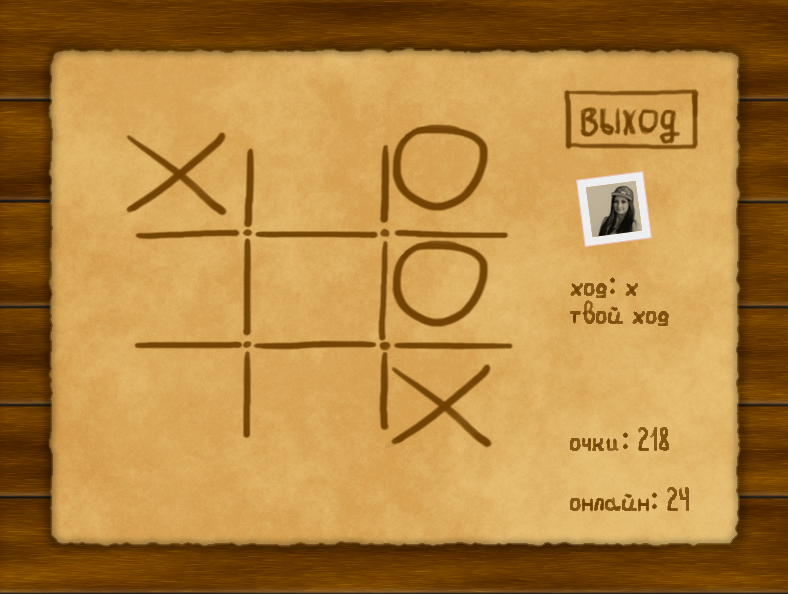 выход
ход: х
твой ход
очки: 218
онлайн: 24